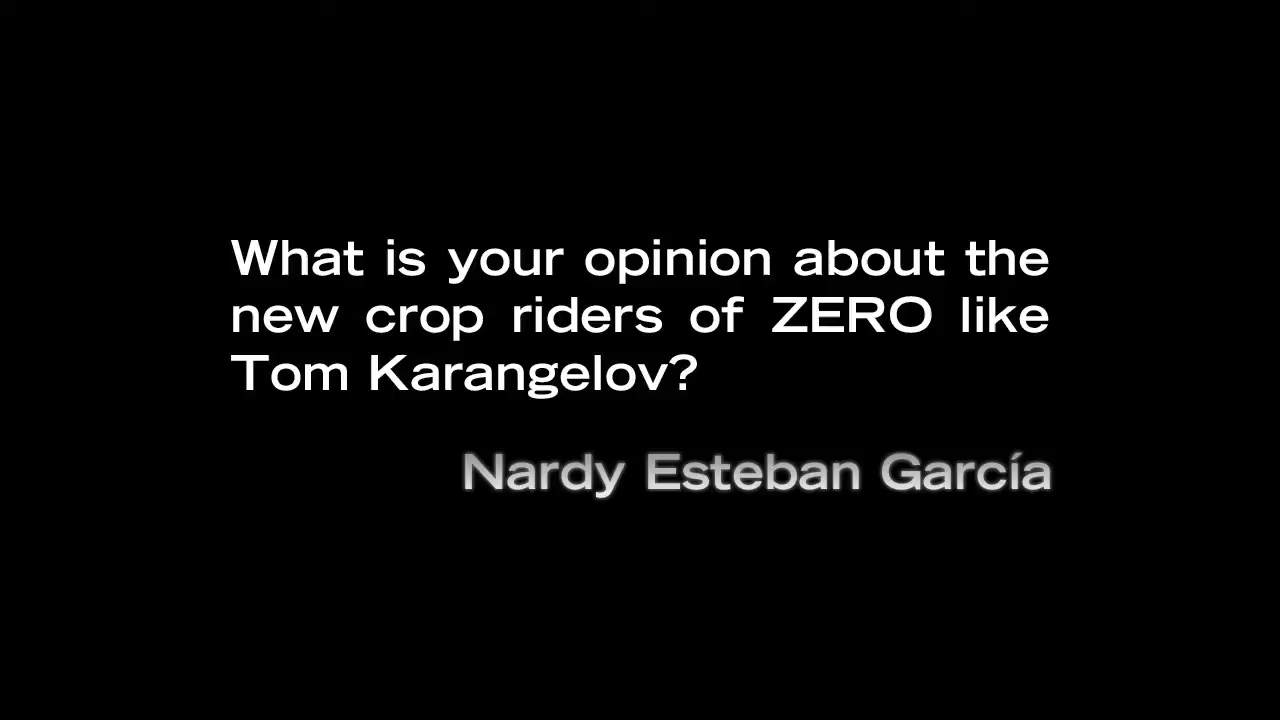 What is your opinion about the
new crop riders of ZERO like
Tom Karangelov?
Nardy Esteban García